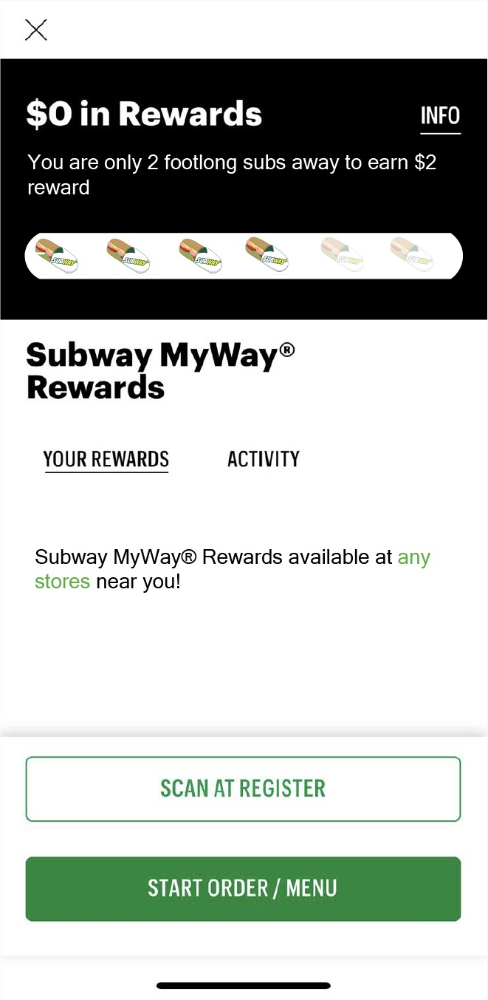 $0 in Rewards
INFO
You are only 2 footlong subs away to earn $2
reward
SUBWAY SUBWAY SUBWAY SUBWAY SUBWAY SUBWAY
Subway MyWay®
Rewards
YOUR REWARDS
ACTIVITY
Subway MyWay® Rewards available at any
stores near you!
SCAN AT REGISTER
START ORDER / MENU